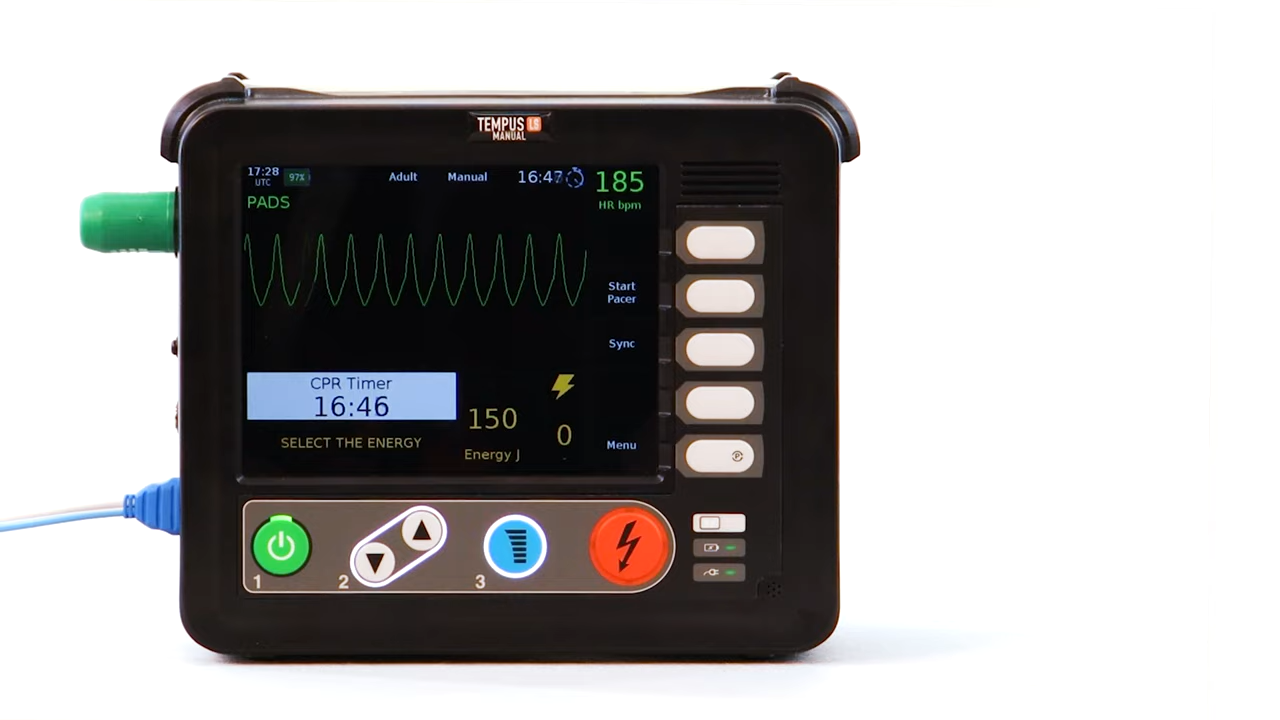 TEMPUS LS
MANUAL
17:28
UTC
97%
Adult
Manual
16:47
185
HR bpm
PADS
Start
Pacer
Sync
CPR Timer
16:46
SELECT THE ENERGY
150
Energy J
0
Menu
P
1
2
3